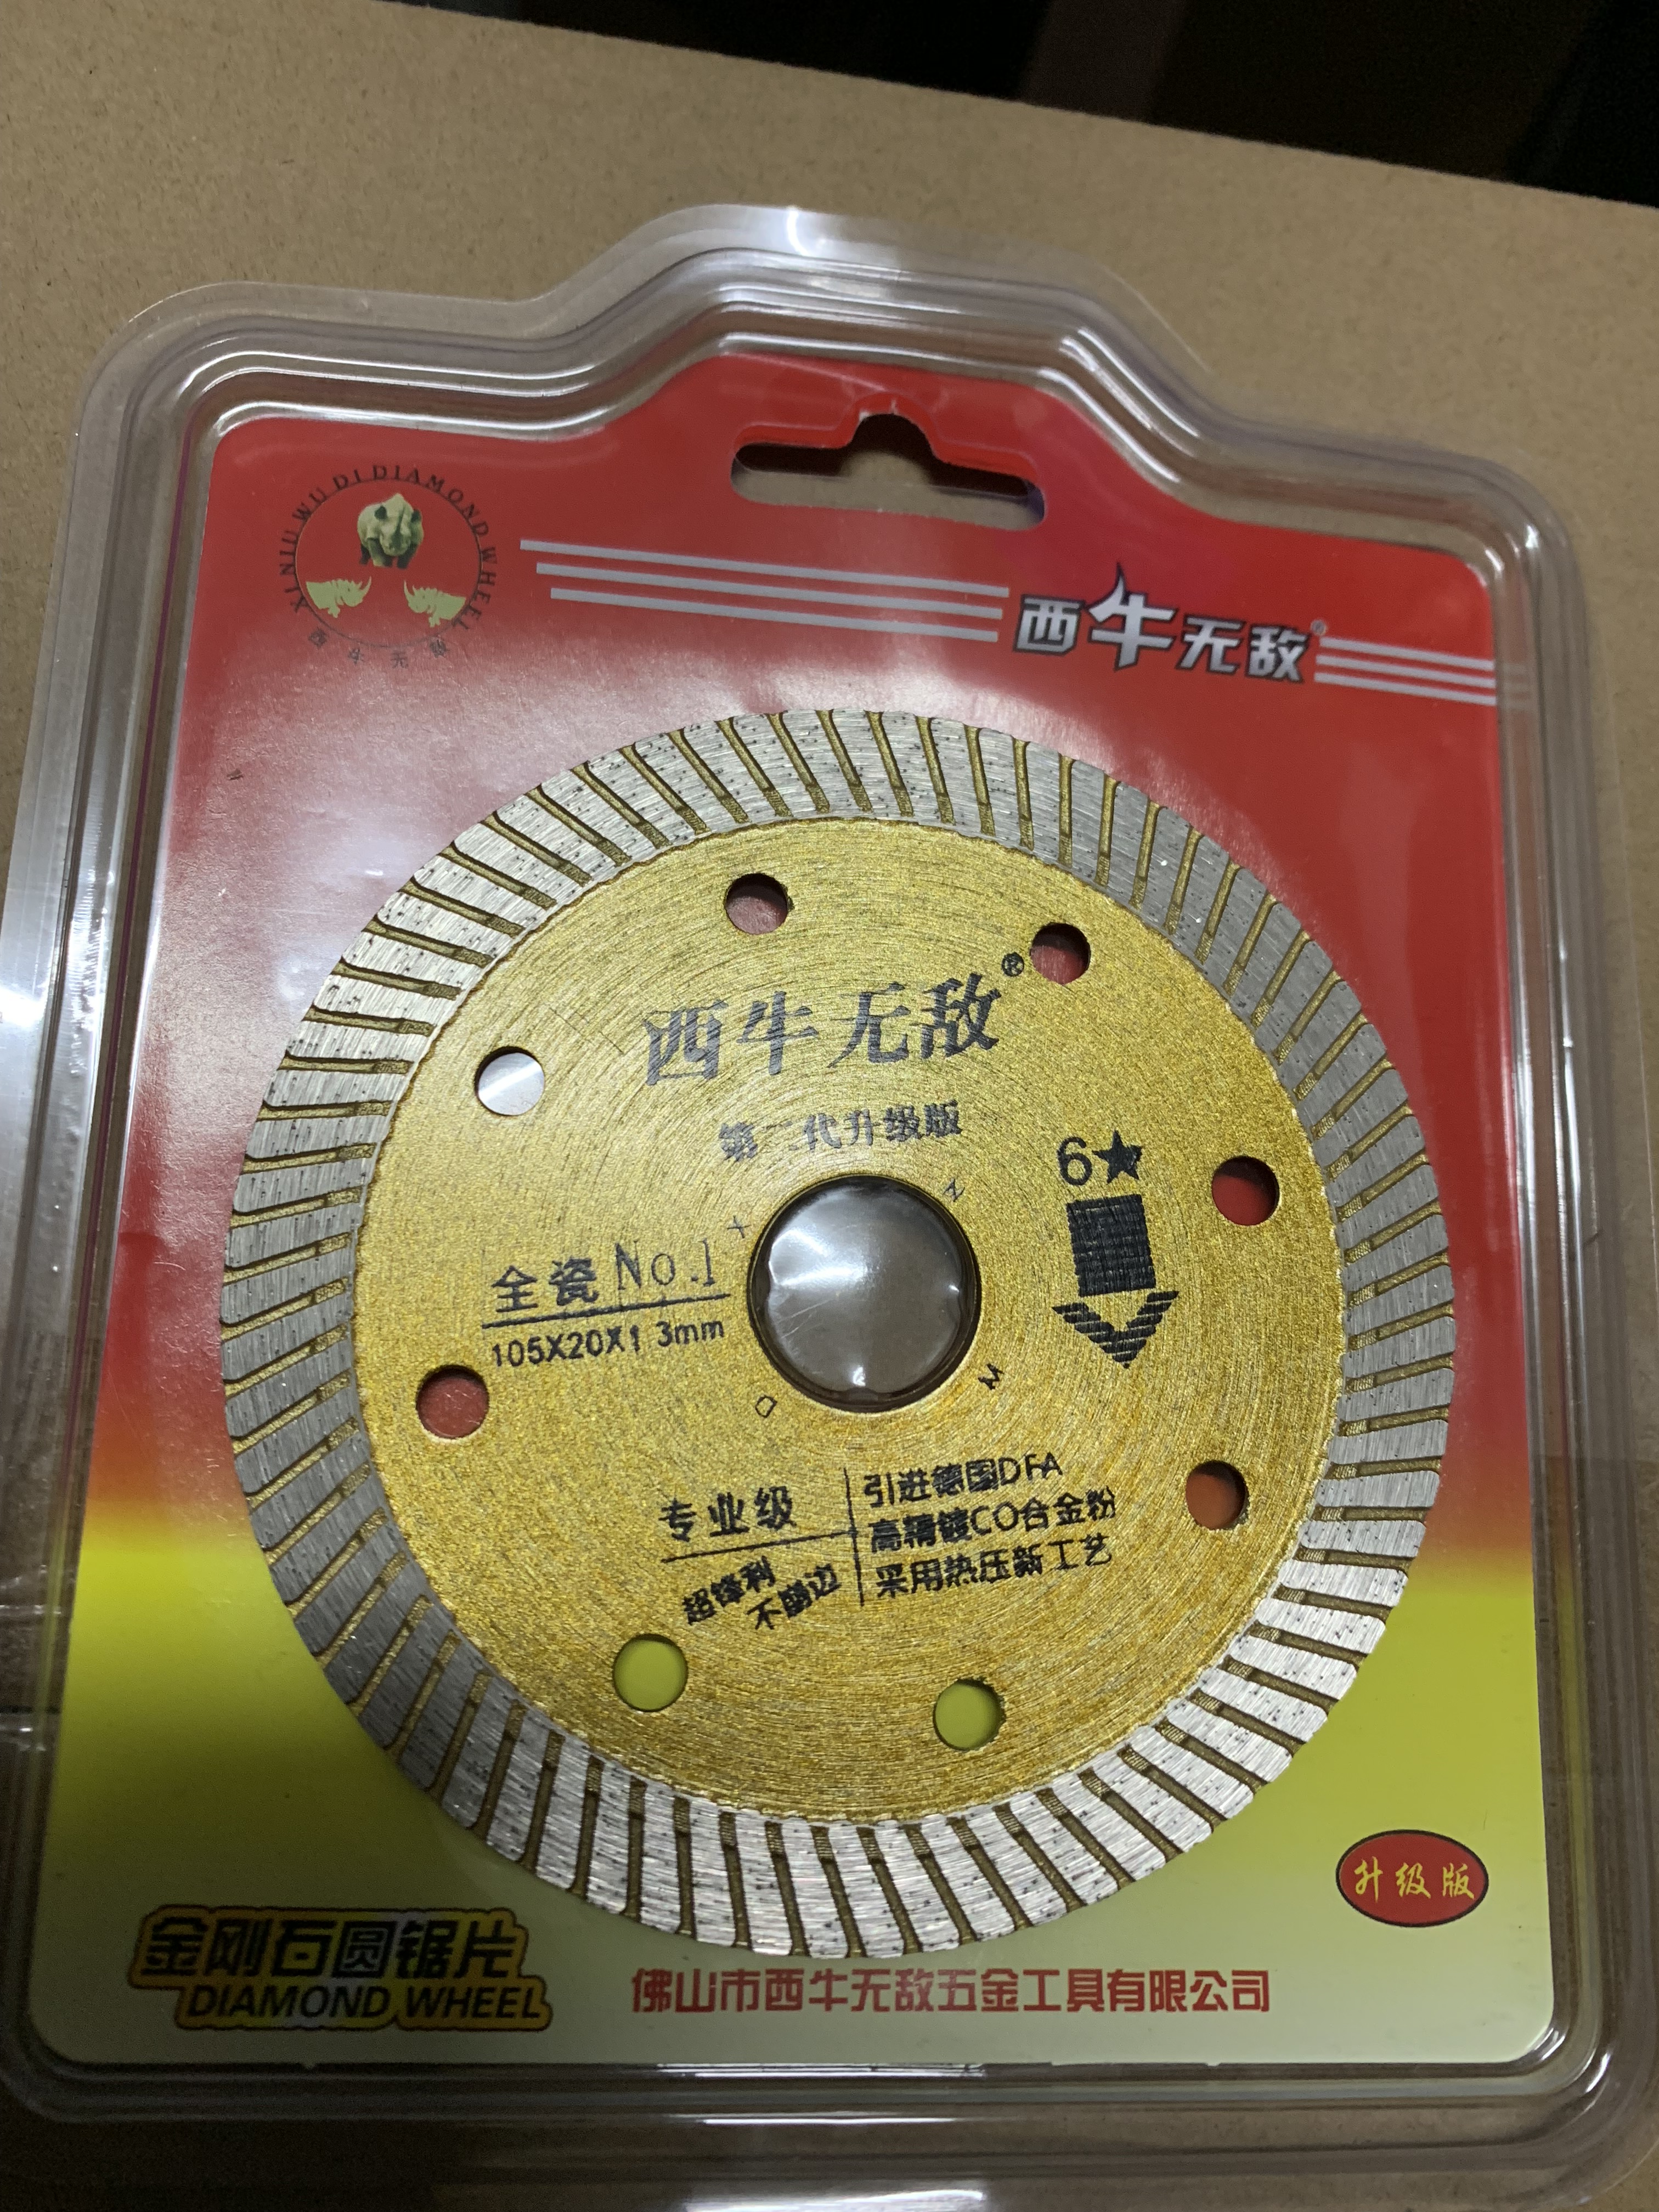 XINIU WU DI DIAMOND WHEEL
西牛无敌
西牛无敌®
西牛无敌®
第二代升级版
6★
全瓷 No.1
105X20X1.3mm
专业级
超锋利
不崩边
引进德国DFA
高精镀CO合金粉
采用热压新工艺
升级版
金刚石圆锯片
DIAMOND WHEEL
佛山市西牛无敌五金工具有限公司